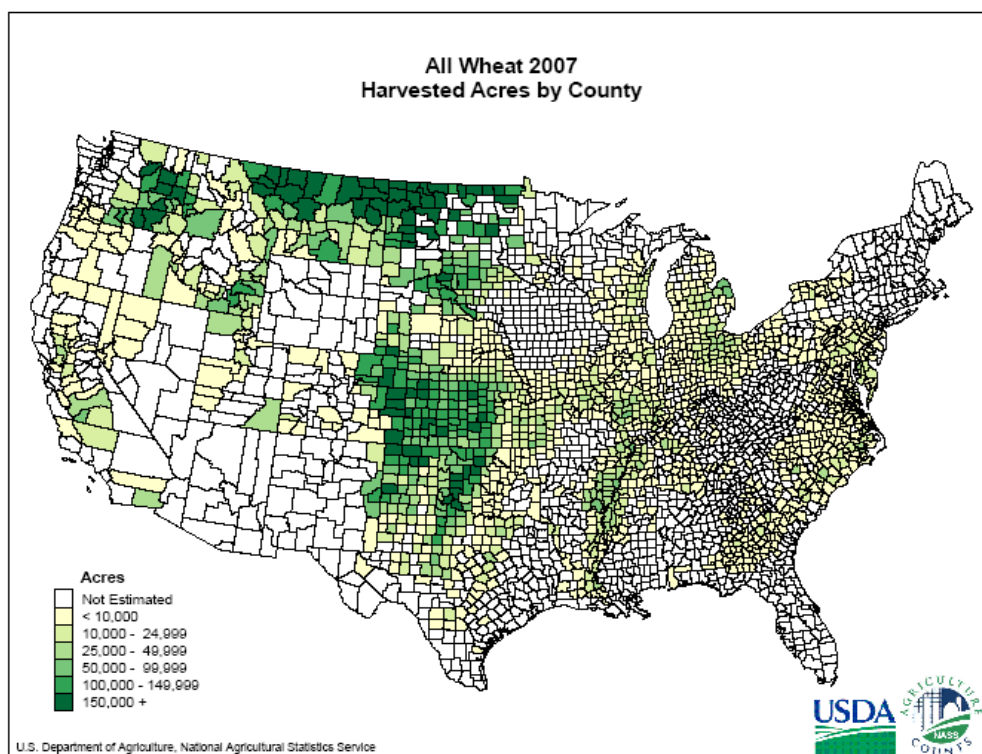 All Wheat 2007
Harvested Acres by County
Acres
Not Estimated
< 10,000
10,000 - 24,999
25,000 - 49,999
50,000 - 99,999
100,000 - 149,999
150,000 +
U.S. Department of Agriculture, National Agricultural Statistics Service
USDA
AGRICULTURE
NASS
COUNTS